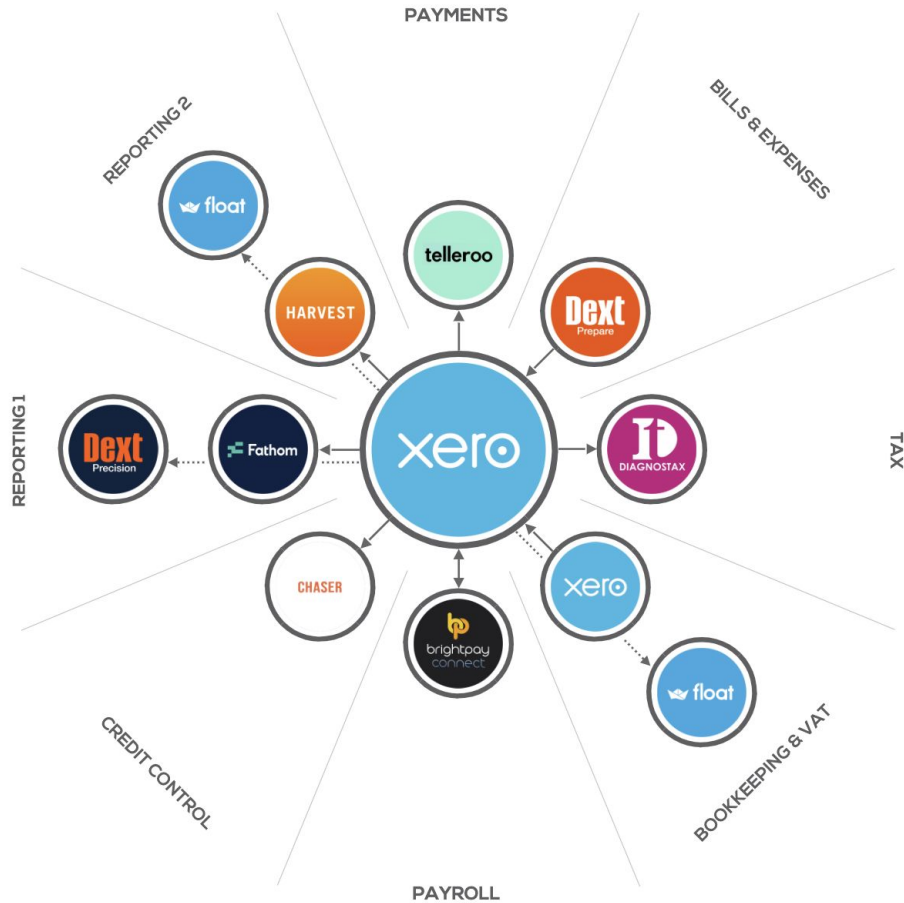 PAYMENTS
BILLS & EXPENSES
REPORTING 2
float
telleroo
HARVEST
Dext
Prepare
REPORTING 1
Dext
Precision
Fathom
xero
D
DIAGNOSTAX
TAX
CHASER
bp
brightpay
connect
xero
float
CREDIT CONTROL
BOOKKEEPING & VAT
PAYROLL